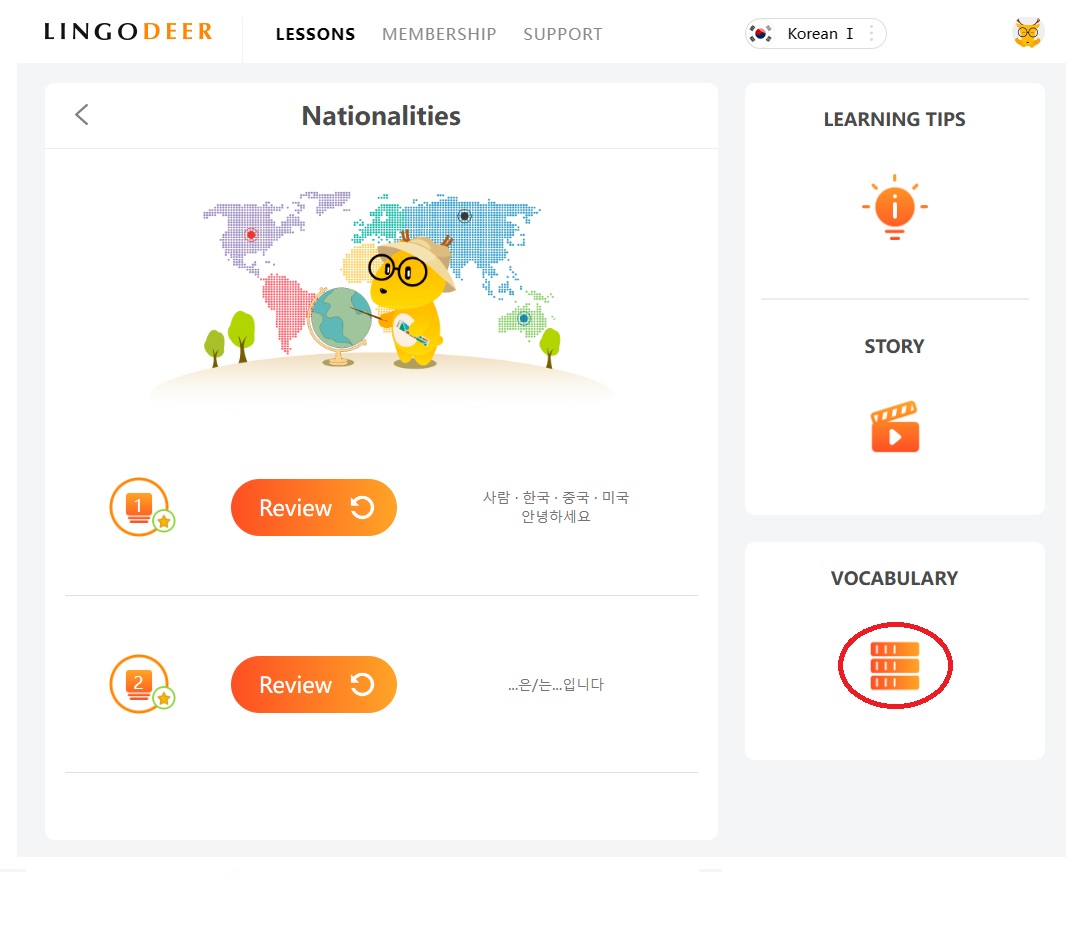 LINGODEER
LESSONS
MEMBERSHIP
SUPPORT
Korean I
Nationalities
1
Review
사람 · 한국 · 중국 · 미국
안녕하세요
2
Review
...은/는...입니다
LEARNING TIPS
STORY
VOCABULARY